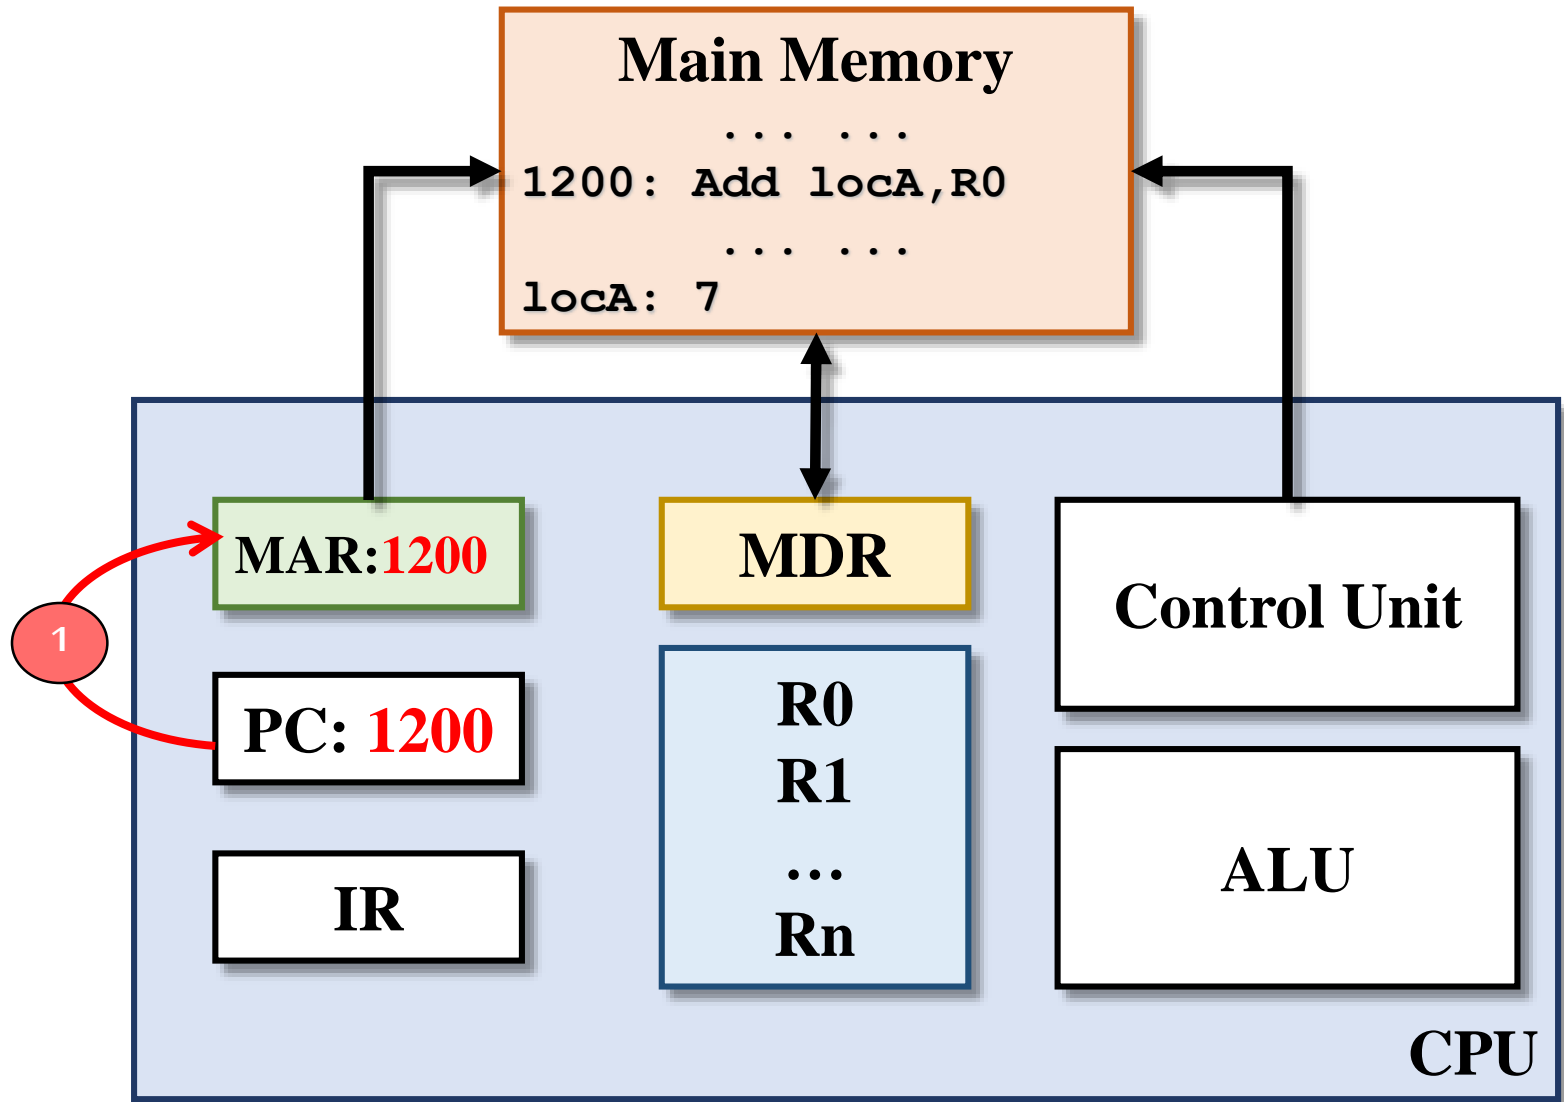 Main Memory
... ...
1200: Add locA,R0
... ...
locA: 7
MAR:1200
MDR
Control Unit
1
PC: 1200
R0
R1
...
Rn
IR
ALU
CPU